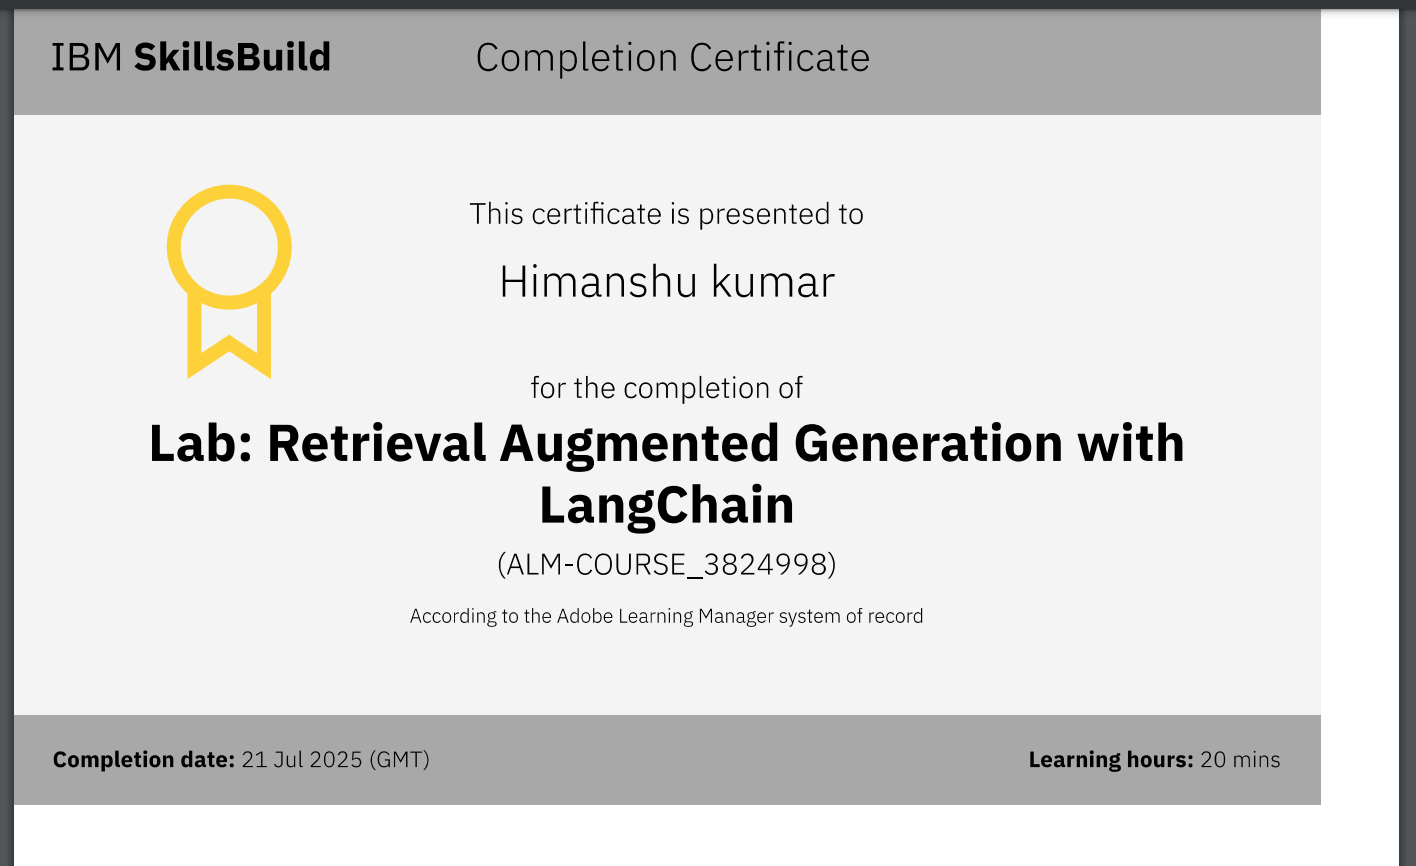 IBM SkillsBuild
Completion Certificate
This certificate is presented to
Himanshu kumar
for the completion of
Lab: Retrieval Augmented Generation with
LangChain
(ALM-COURSE_3824998)
According to the Adobe Learning Manager system of record
Completion date: 21 Jul 2025 (GMT)
Learning hours: 20 mins